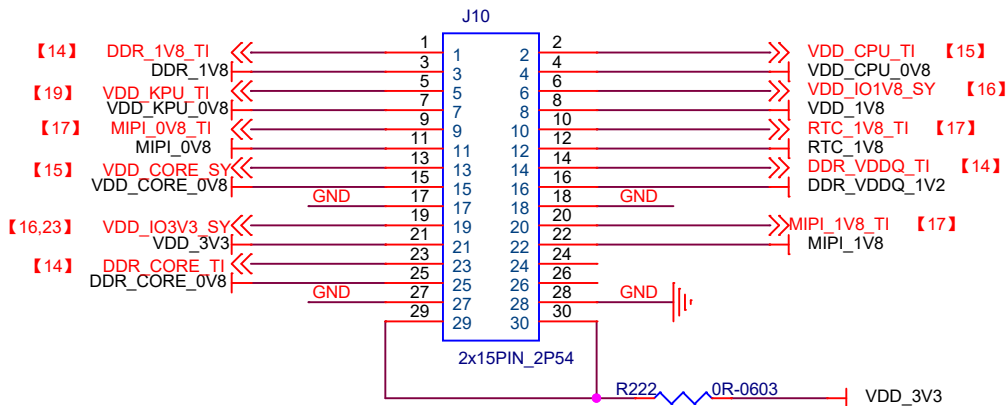 J10
【14】 DDR_1V8_TI 1 1 2 2 VDD_CPU_TI 【15】
DDR_1V8 3 3 4 4 VDD_CPU_0V8
【19】 VDD_KPU_TI 5 5 6 6 VDD_IO1V8_SY 【16】
VDD_KPU_0V8 7 7 8 8 VDD_1V8
【17】 MIPI_0V8_TI 9 9 10 10 RTC_1V8_TI 【17】
MIPI_0V8 11 11 12 12 RTC_1V8
【15】 VDD_CORE_SY 13 13 14 14 DDR_VDDQ_TI 【14】
VDD_CORE_0V8 15 15 16 16 DDR_VDDQ_1V2
GND 17 17 18 18 GND
【16,23】 VDD_IO3V3_SY 19 19 20 20 MIPI_1V8_TI 【17】
VDD_3V3 21 21 22 22 MIPI_1V8
【14】 DDR_CORE_TI 23 23 24 24
DDR_CORE_0V8 25 25 26 26
GND 27 27 28 28 GND
29 29 30 30
2x15PIN_2P54
R222 0R-0603 VDD_3V3